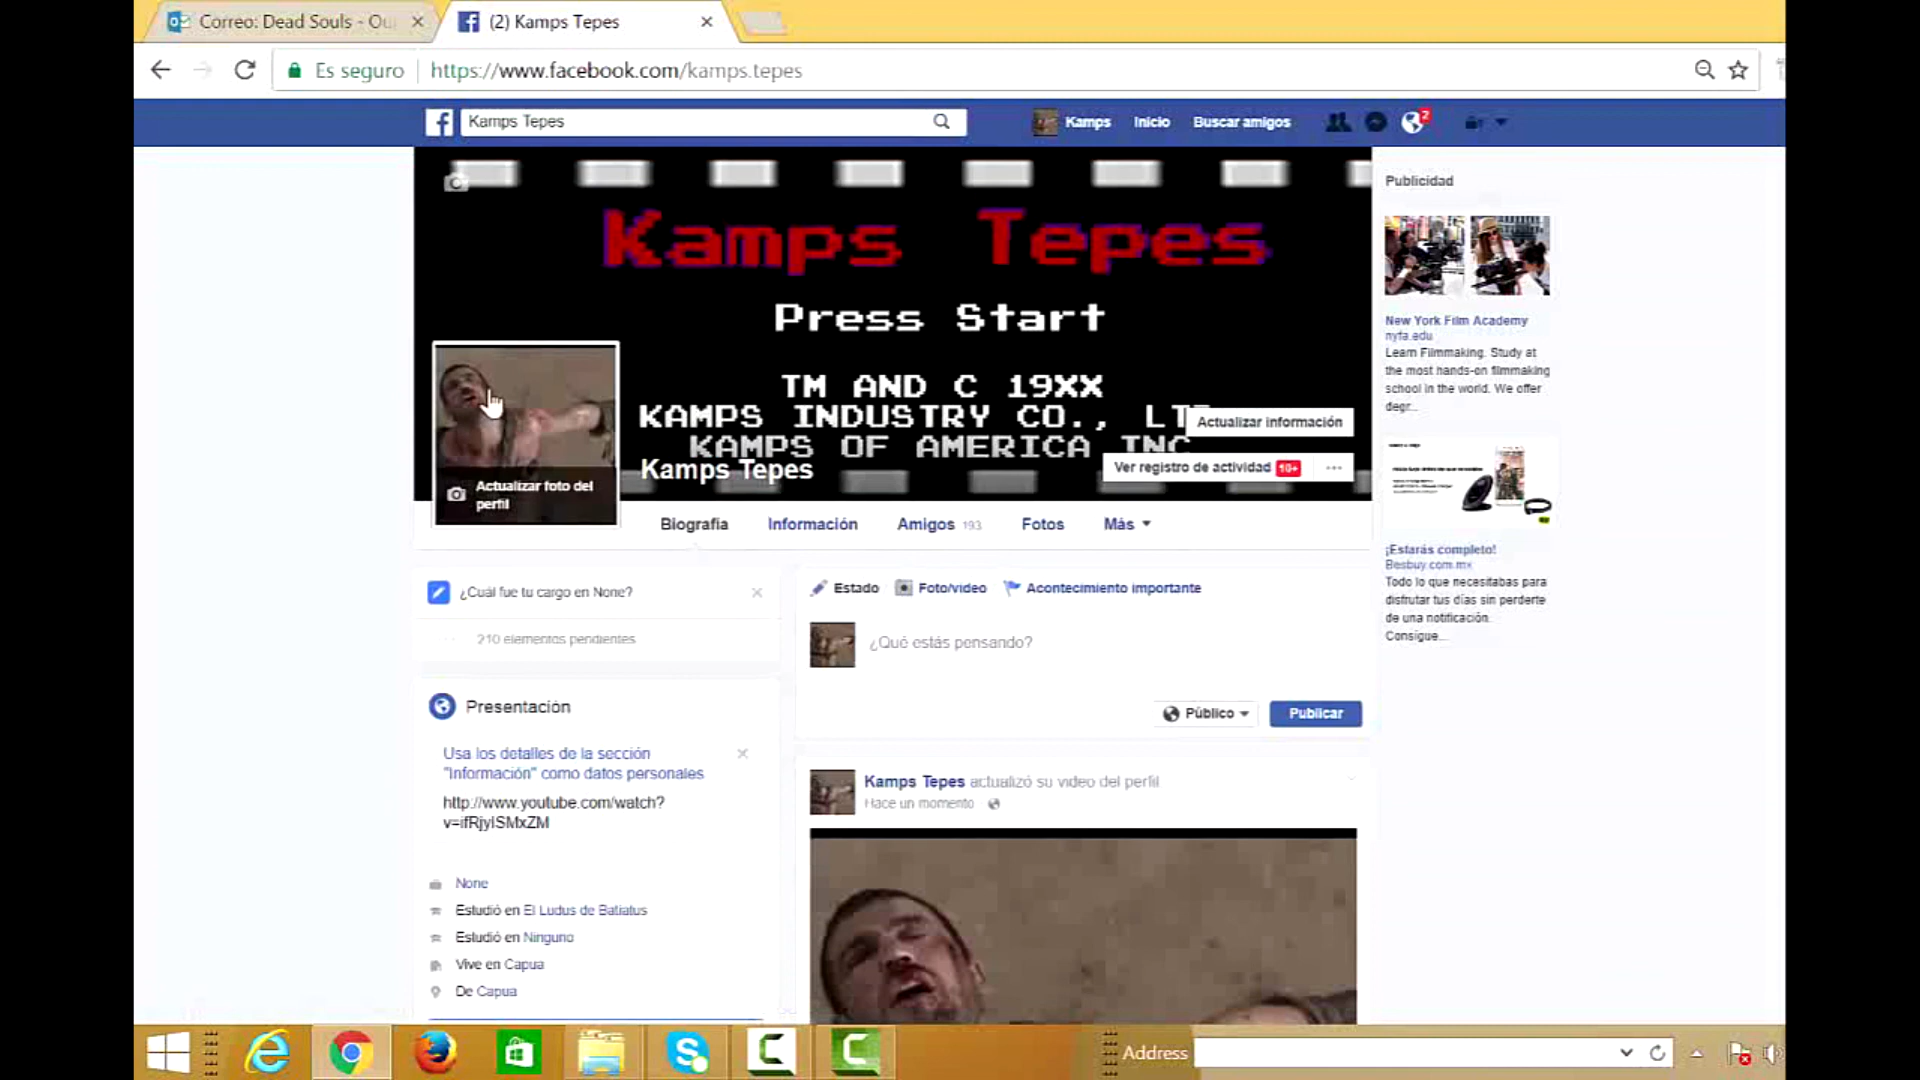 Correo: Dead Souls - Ou
(2) Kamps Tepes
Es seguro
https://www.facebook.com/kamps.tepes
Kamps Tepes
Kamps
Inicio
Buscar amigos
2
Kamps Tepes
Press Start
TM AND C 19XX
KAMPS INDUSTRY CO., LT
KAMPS OF AMERICA INC
Actualizar información
Kamps Tepes
Ver registro de actividad 10+
Actualizar foto del
perfil
Biografía
Información
Amigos 193
Fotos
Más
Publicidad
New York Film Academy
nyfa.edu
Learn Filmmaking. Study at
the most hands-on filmmaking
school in the world. We offer
degr...
¡Estarás completo!
Besbuy.com.mx
Todo lo que necesitabas para
disfrutar tus días sin perderte
de una notificación.
Consigue...
¿Cuál fue tu cargo en None?
210 elementos pendientes
Estado
Foto/video
Acontecimiento importante
¿Qué estás pensando?
Público
Publicar
Presentación
Usa los detalles de la sección
"Información" como datos personales
http://www.youtube.com/watch?
v=ifRjyISMxZM
None
Estudió en El Ludus de Batiatus
Estudió en Ninguno
Vive en Capua
De Capua
Kamps Tepes actualizó su video del perfil
Hace un momento
Address